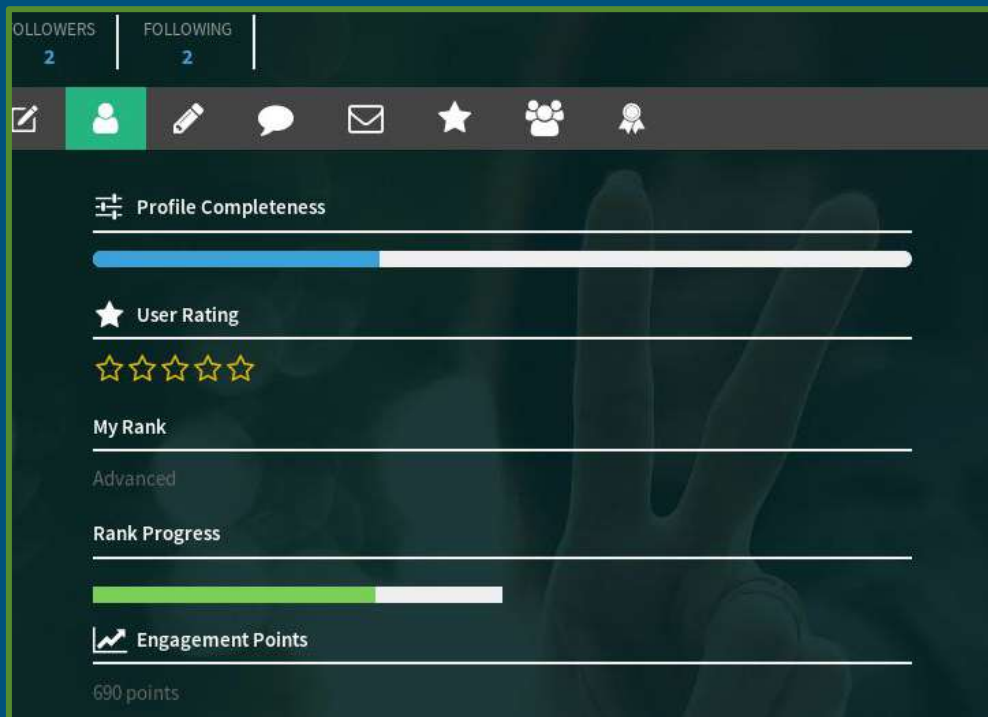 OLLOWERS
2
FOLLOWING
2
Profile Completeness
User Rating
My Rank
Advanced
Rank Progress
Engagement Points
690 points